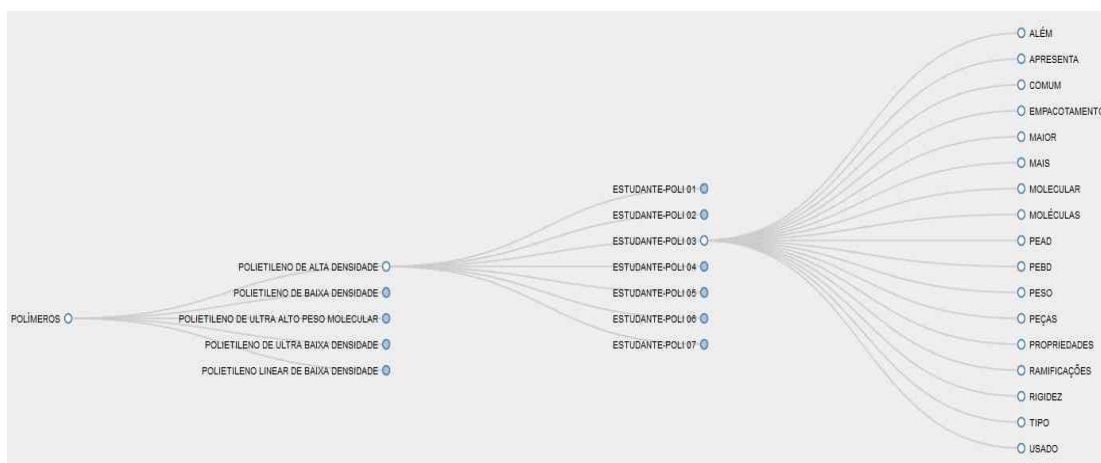 POLÍMEROS
POLIETILENO DE ALTA DENSIDADE
POLIETILENO DE BAIXA DENSIDADE
POLIETILENO DE ULTRA ALTO PESO MOLECULAR
POLIETILENO DE ULTRA BAIXA DENSIDADE
POLIETILENO LINEAR DE BAIXA DENSIDADE
ESTUDANTE-POLI 01
ESTUDANTE-POLI 02
ESTUDANTE-POLI 03
ESTUDANTE-POLI 04
ESTUDANTE-POLI 05
ESTUDANTE-POLI 06
ESTUDANTE-POLI 07
ALÉM
APRESENTA
COMUM
EMPACOTAMENTO
MAIOR
MAIS
MOLECULAR
MOLÉCULAS
PEAD
PEBD
PESO
PEÇAS
PROPRIEDADES
RAMIFICAÇÕES
RIGIDEZ
TIPO
USADO